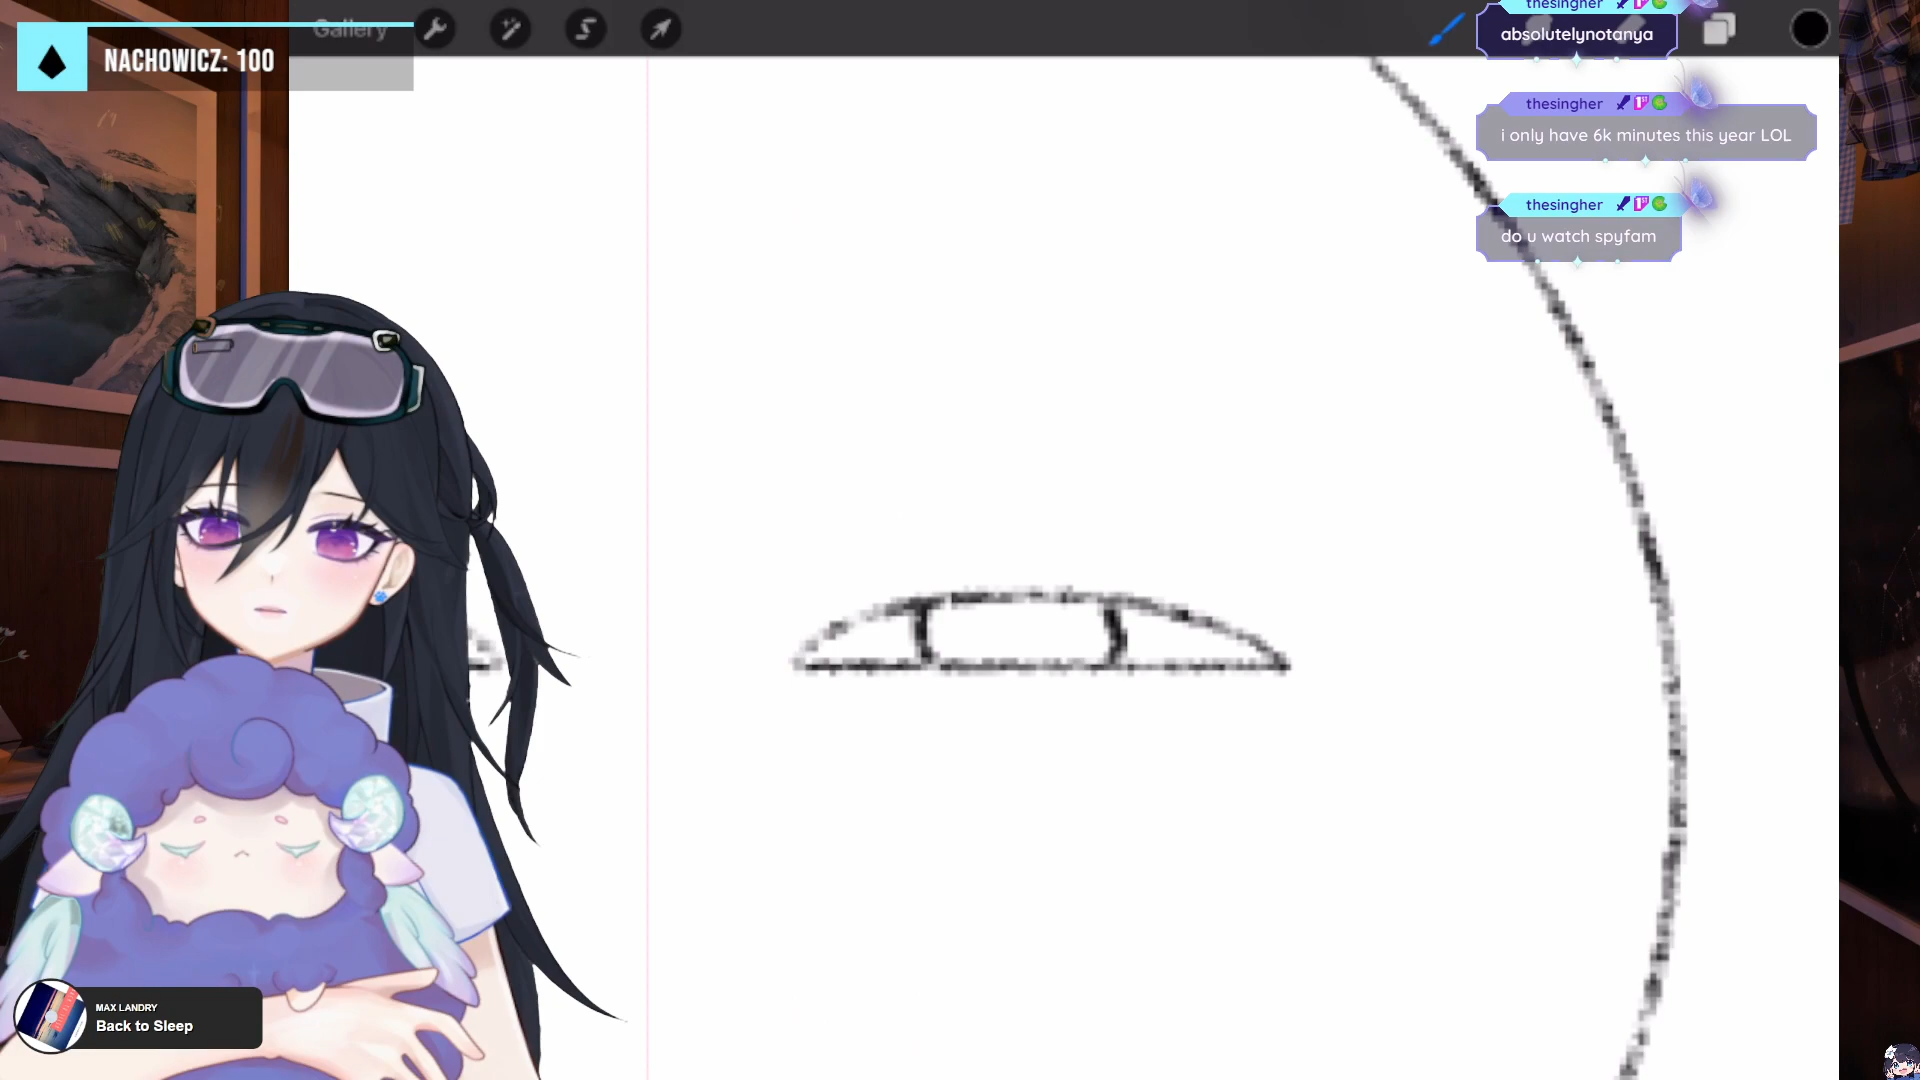 Gallery
NACHOWICZ: 100
thesingher
absolutelynotanya
thesingher
i only have 6k minutes this year LOL
thesingher
do u watch spyfam
MAX LANDRY
Back to Sleep